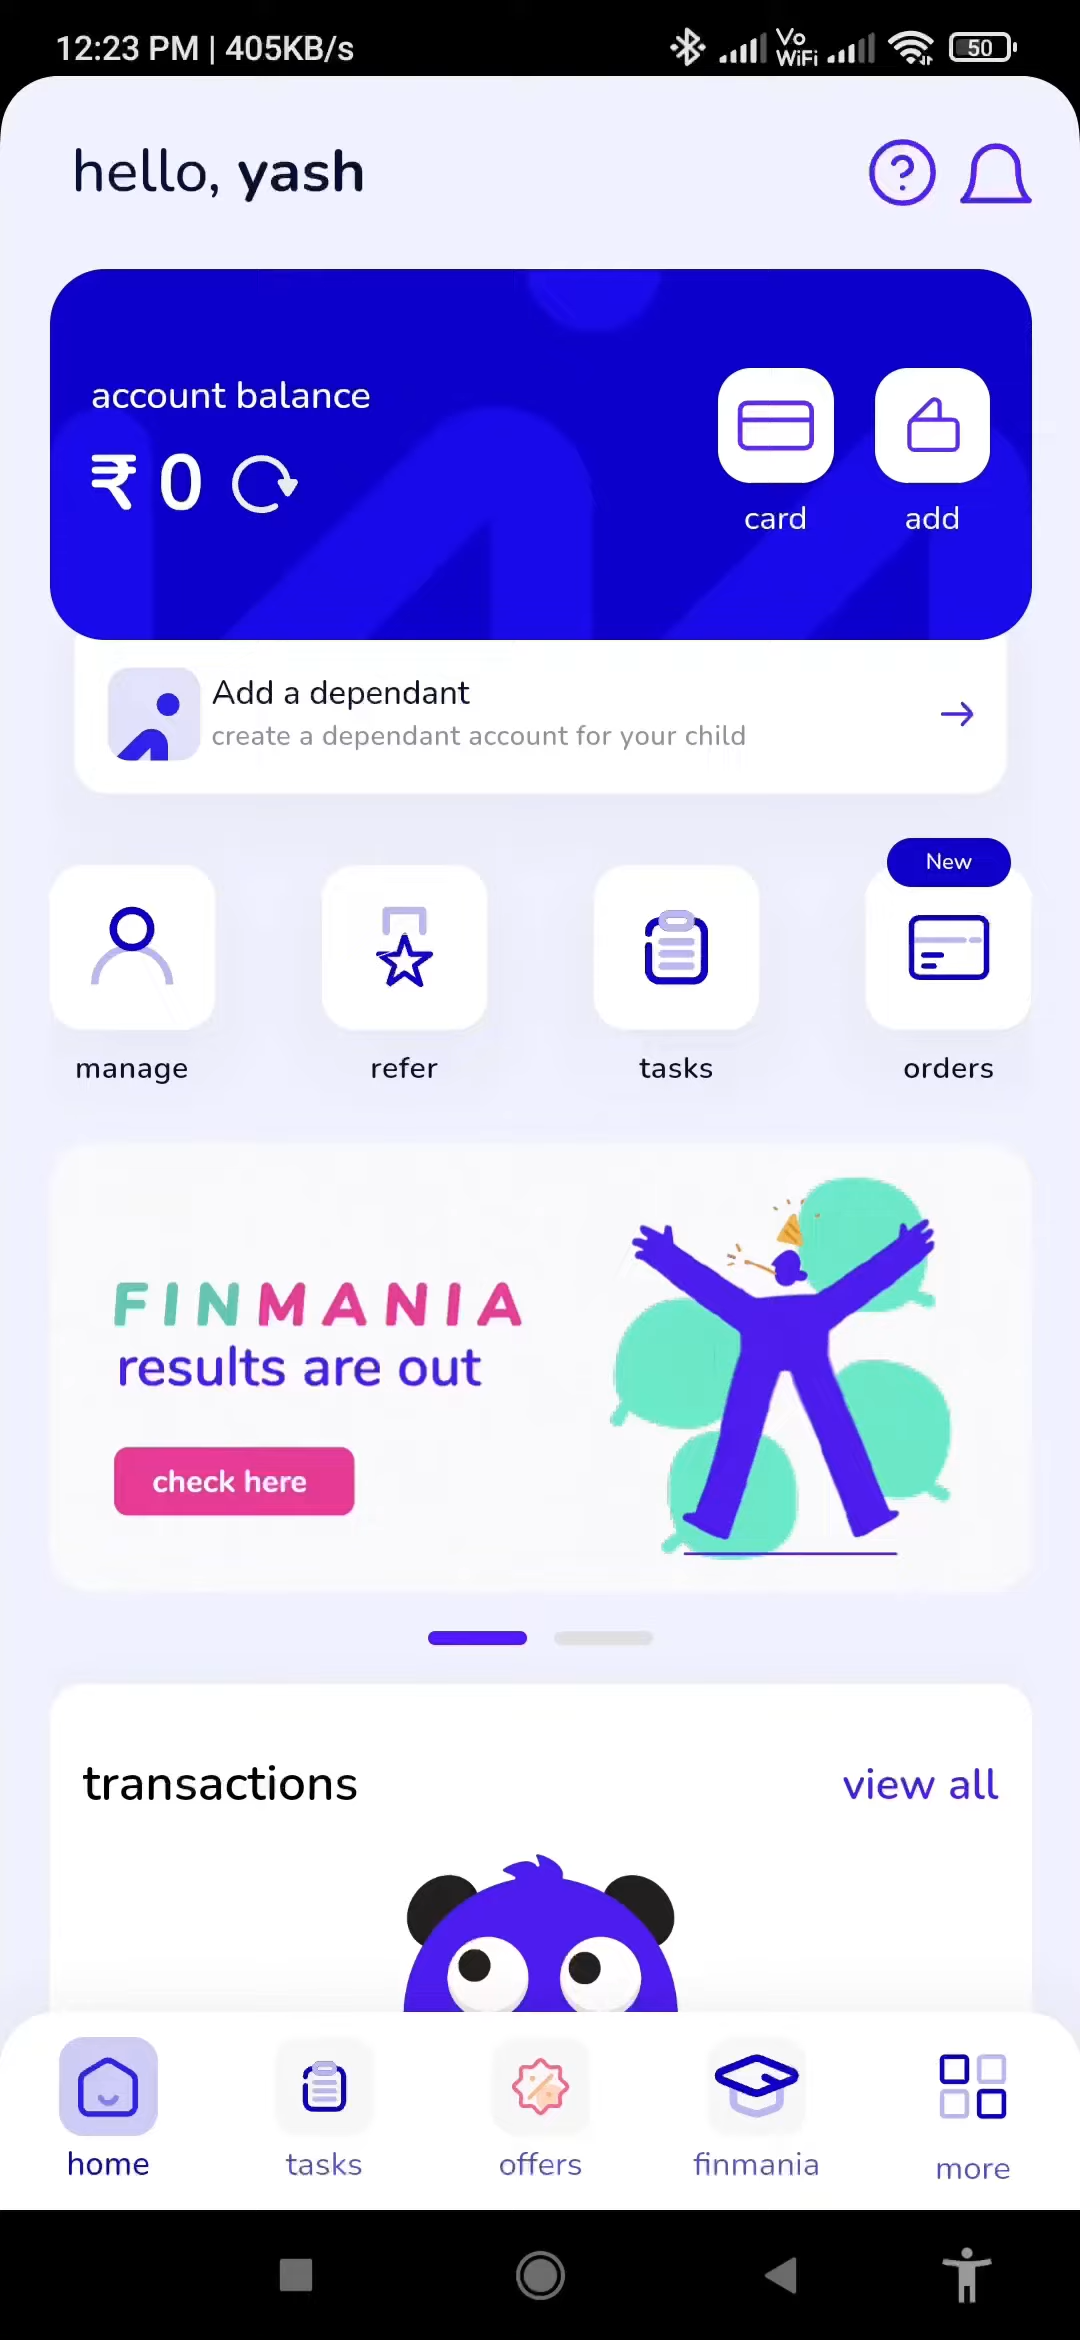 12:23 PM | 405KB/s
Vo
WiFi
50
hello, yash
account balance
₹ 0
card
add
Add a dependant
create a dependant account for your child
New
manage
refer
tasks
orders
FINMANIA
results are out
check here
transactions
view all
home
tasks
offers
finmania
more